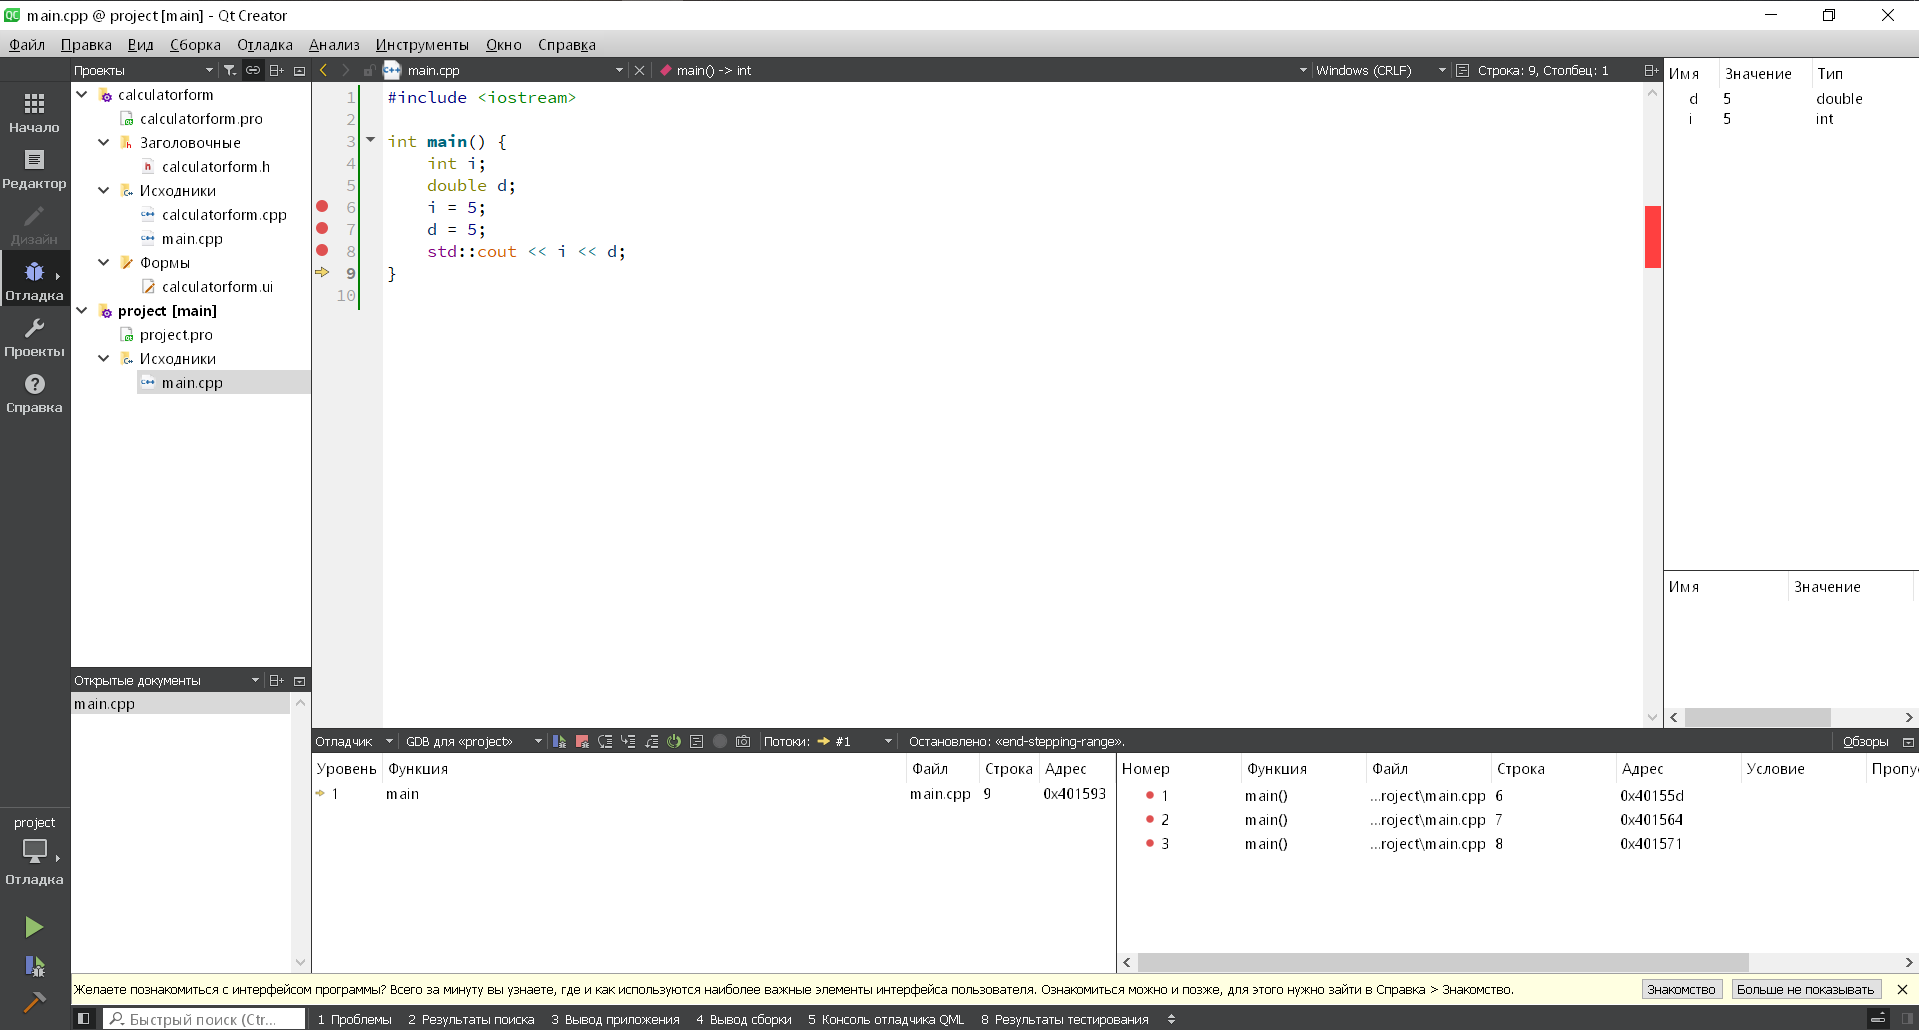 main.cpp @ project [main] - Qt Creator
Файл Правка Вид Сборка Отладка Анализ Инструменты Окно Справка
Проекты
main.cpp
main() -> int
Windows (CRLF)
Строка: 9, Столбец: 1
Начало
Редактор
Дизайн
Отладка
Проекты
Справка
calculatorform
calculatorform.pro
Заголовочные
calculatorform.h
Исходники
calculatorform.cpp
main.cpp
Формы
calculatorform.ui
project [main]
project.pro
Исходники
main.cpp
1 #include <iostream>
2
3 int main() {
4 int i;
5 double d;
6 i = 5;
7 d = 5;
8 std::cout << i << d;
9 }
10
Имя Значение Тип
d 5 double
i 5 int
Имя Значение
Открытые документы
main.cpp
Отладчик GDB для «project» Потоки: #1 Остановлено: «end-stepping-range». Обзоры
Уровень Функция Файл Строка Адрес
1 main main.cpp 9 0x401593
Номер Функция Файл Строка Адрес Условие Пропу
1 main() ...roject\main.cpp 6 0x40155d
2 main() ...roject\main.cpp 7 0x401564
3 main() ...roject\main.cpp 8 0x401571
project
Отладка
Желаете познакомиться с интерфейсом программы? Всего за минуту вы узнаете, где и как используются наиболее важные элементы интерфейса пользователя. Ознакомиться можно и позже, для этого нужно зайти в Справка > Знакомство.
Знакомство
Больше не показывать
Быстрый поиск (Ctr...
1 Проблемы 2 Результаты поиска 3 Вывод приложения 4 Вывод сборки 5 Консоль отладчика QML 8 Результаты тестирования